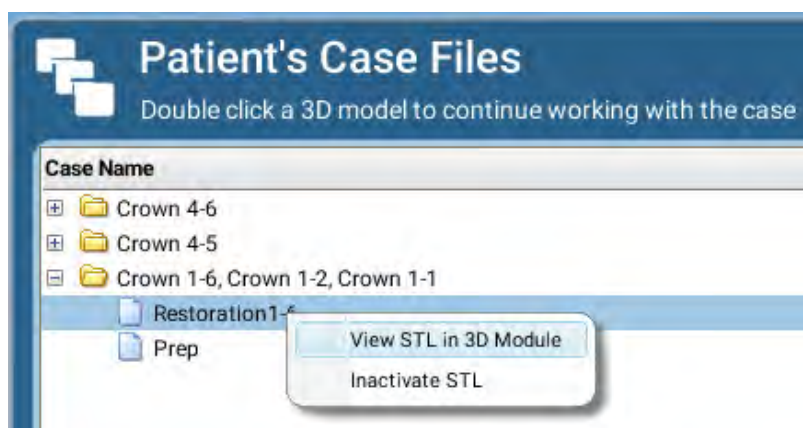 Patient's Case Files
Double click a 3D model to continue working with the case
Case Name
Crown 4-6
Crown 4-5
Crown 1-6, Crown 1-2, Crown 1-1
Restoration1-6
View STL in 3D Module
Prep
Inactivate STL